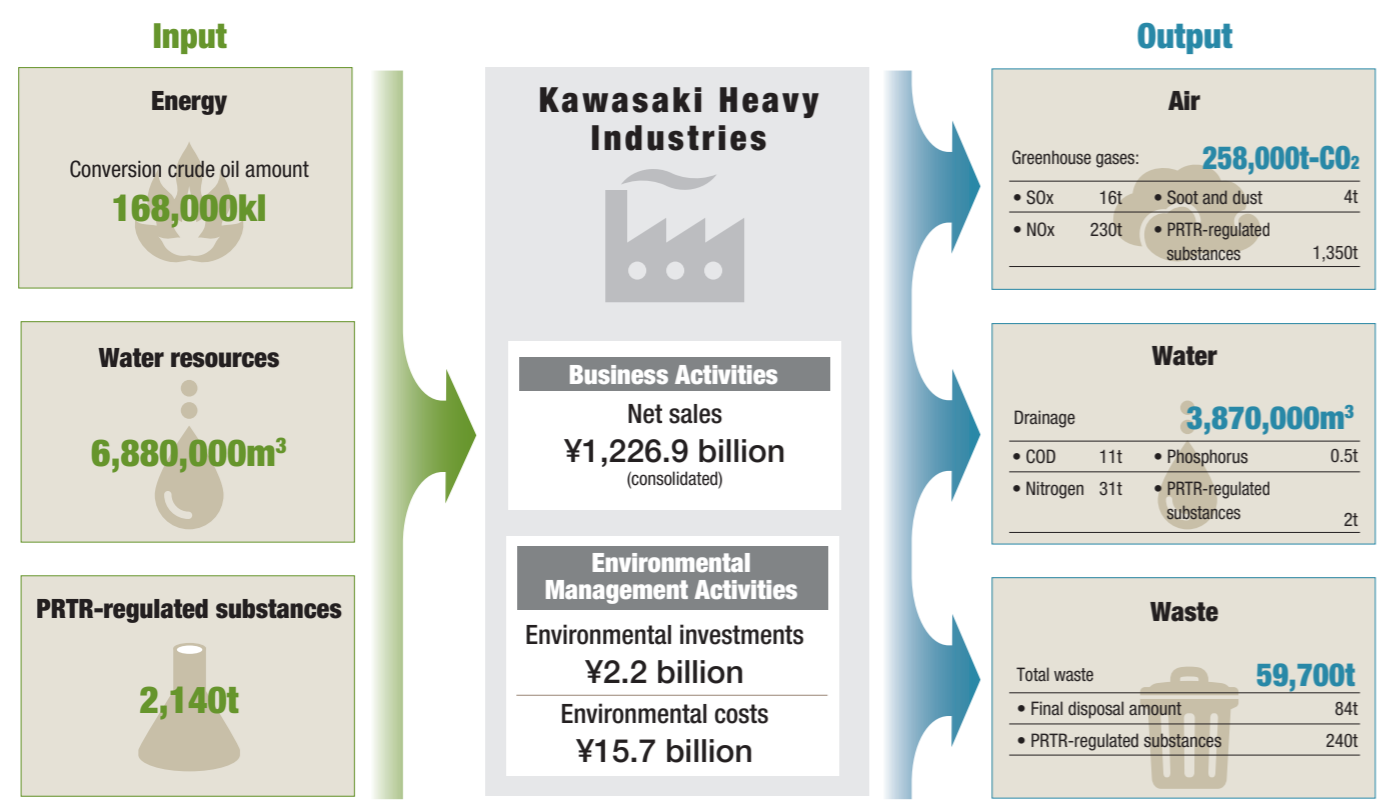 Input
Energy
Conversion crude oil amount
168,000kl
Water resources
6,880,000m³
PRTR-regulated substances
2,140t
Kawasaki Heavy
Industries
Business Activities
Net sales
¥1,226.9 billion
(consolidated)
Environmental
Management Activities
Environmental investments
¥2.2 billion
Environmental costs
¥15.7 billion
Output
Air
Greenhouse gases: 258,000t-CO₂
• SOx 16t • Soot and dust 4t
• NOx 230t • PRTR-regulated
substances 1,350t
Water
Drainage 3,870,000m³
• COD 11t • Phosphorus 0.5t
• Nitrogen 31t • PRTR-regulated
substances 2t
Waste
Total waste 59,700t
• Final disposal amount 84t
• PRTR-regulated substances 240t